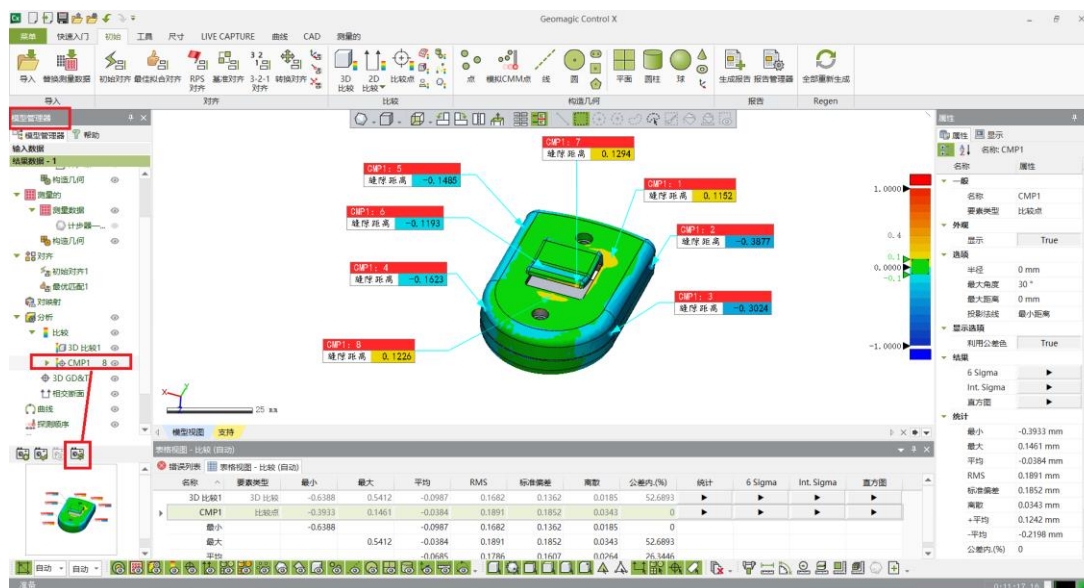 Geomagic Control X
菜单 快速入门 初始 工具 尺寸 LIVE CAPTURE 曲线 CAD 测量的
导入 替换测量数据 初始对齐 最佳拟合对齐 RPS 对齐 基准对齐 3-2-1 对齐 转换对齐 3D 比较 2D 比较 比较点 点 模拟CMM点 线 圆 平面 圆柱 球 生成报告 报告管理器 全部重新生成
导入 对齐 比较 构造几何 报告 Regen
模型管理器
模型管理器 帮助
输入数据
结果数据 - 1
构造几何
测量的
测量数据
计步器—...
构造几何
对齐
初始对齐1
最优匹配1
对映射
分析
比较
3D 比较1
CMP1 8
3D GD&T
相交断面
曲线
探测顺序
CMP1: 7
缝隙距离 0.1294
CMP1: 5
缝隙距离 -0.1485
CMP1: 1
缝隙距离 0.1152
CMP1: 6
缝隙距离 -0.1193
CMP1: 2
缝隙距离 -0.3877
CMP1: 4
缝隙距离 -0.1623
CMP1: 3
缝隙距离 -0.3024
CMP1: 8
缝隙距离 0.1226
1.0000
0.4
0.1
0.0000
-0.1
-1.0000
X
Y
25 mm
模型视图 支持
表格视图 - 比较 (自动)
错误列表 表格视图 - 比较 (自动)
名称 要素类型 最小 最大 平均 RMS 标准偏差 离散 公差内.(%) 统计 6 Sigma Int. Sigma 直方图
3D 比较1 3D 比较 -0.6388 0.5412 -0.0987 0.1682 0.1362 0.0185 52.6893
CMP1 比较点 -0.3933 0.1461 -0.0384 0.1891 0.1852 0.0343 0
最小 -0.6388 -0.0987 0.1682 0.1362 0.0185 0
最大 0.5412 -0.0384 0.1891 0.1852 0.0343 52.6893
平均 -0.0685 0.1786 0.1607 0.0264 26.3446
属性
属性 显示
名称: CMP1
名称 属性
一般
名称 CMP1
要素类型 比较点
外观
显示 True
选项
半径 0 mm
最大角度 30 °
最大距离 0 mm
投影法线 最小距离
显示选项
利用公差色 True
结果
6 Sigma
Int. Sigma
直方图
统计
最小 -0.3933 mm
最大 0.1461 mm
平均 -0.0384 mm
RMS 0.1891 mm
标准偏差 0.1852 mm
离散 0.0343 mm
+平均 0.1242 mm
-平均 -0.2198 mm
公差内.(%) 0
自动 自动
准备
0:11:17.16